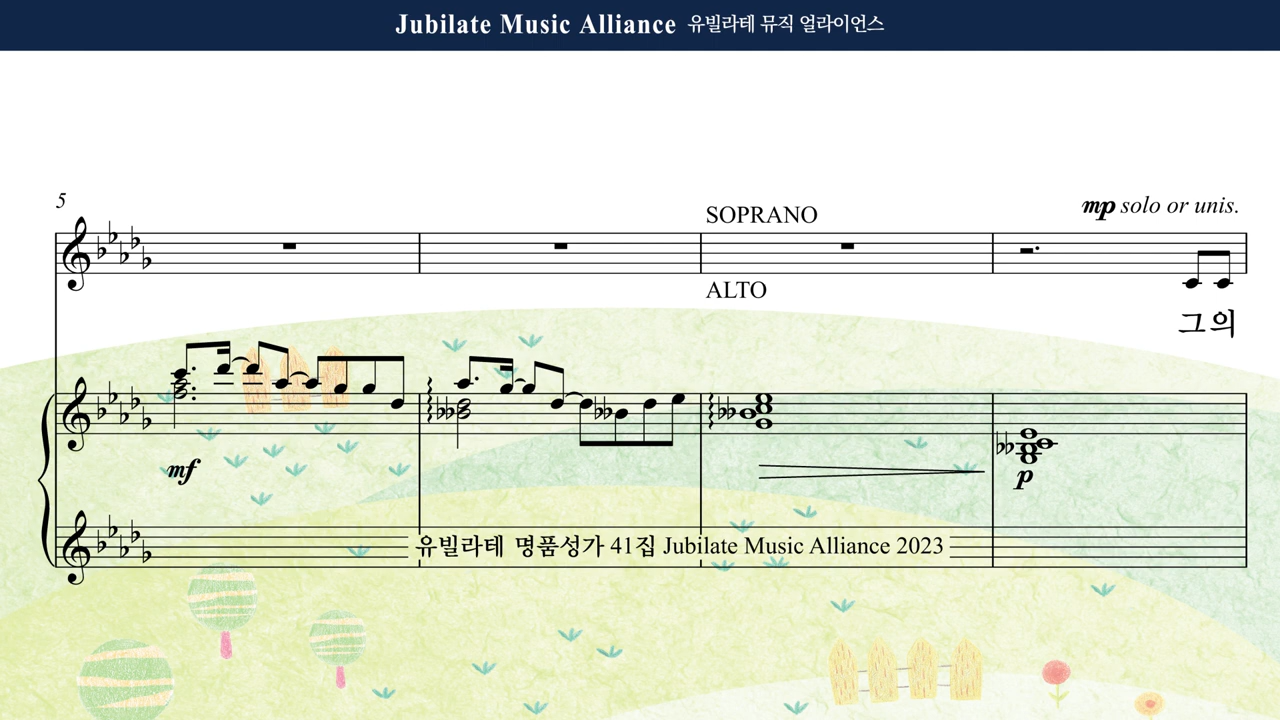 Jubilate Music Alliance 유빌라테 뮤직 얼라이언스
5
SOPRANO
mp solo or unis.
ALTO
그의
mf
p
유빌라테 명품성가 41집 Jubilate Music Alliance 2023